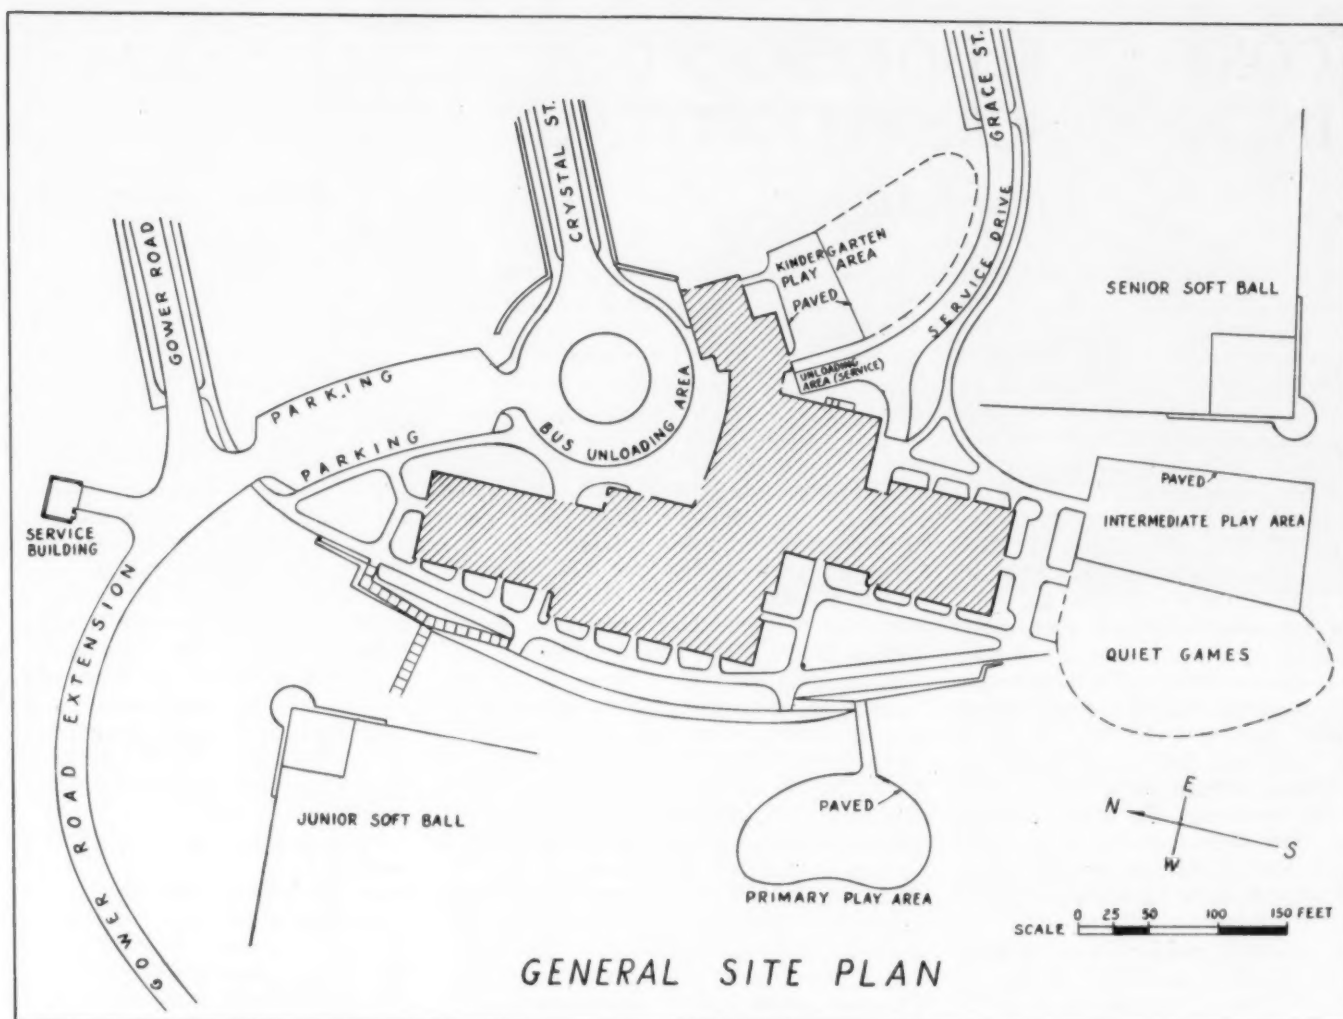 GRACE ST.
CRYSTAL ST.
GOWER ROAD
KINDERGARTEN
PLAY AREA
PAVED
SERVICE DRIVE
SENIOR SOFT BALL
UNLOADING
AREA (SERVICE)
PARKING
PARKING
BUS UNLOADING AREA
SERVICE
BUILDING
PAVED
INTERMEDIATE PLAY AREA
QUIET GAMES
GOWER ROAD EXTENSION
JUNIOR SOFT BALL
PAVED
PRIMARY PLAY AREA
N
E
S
W
SCALE 0 25 50 100 150 FEET
GENERAL SITE PLAN